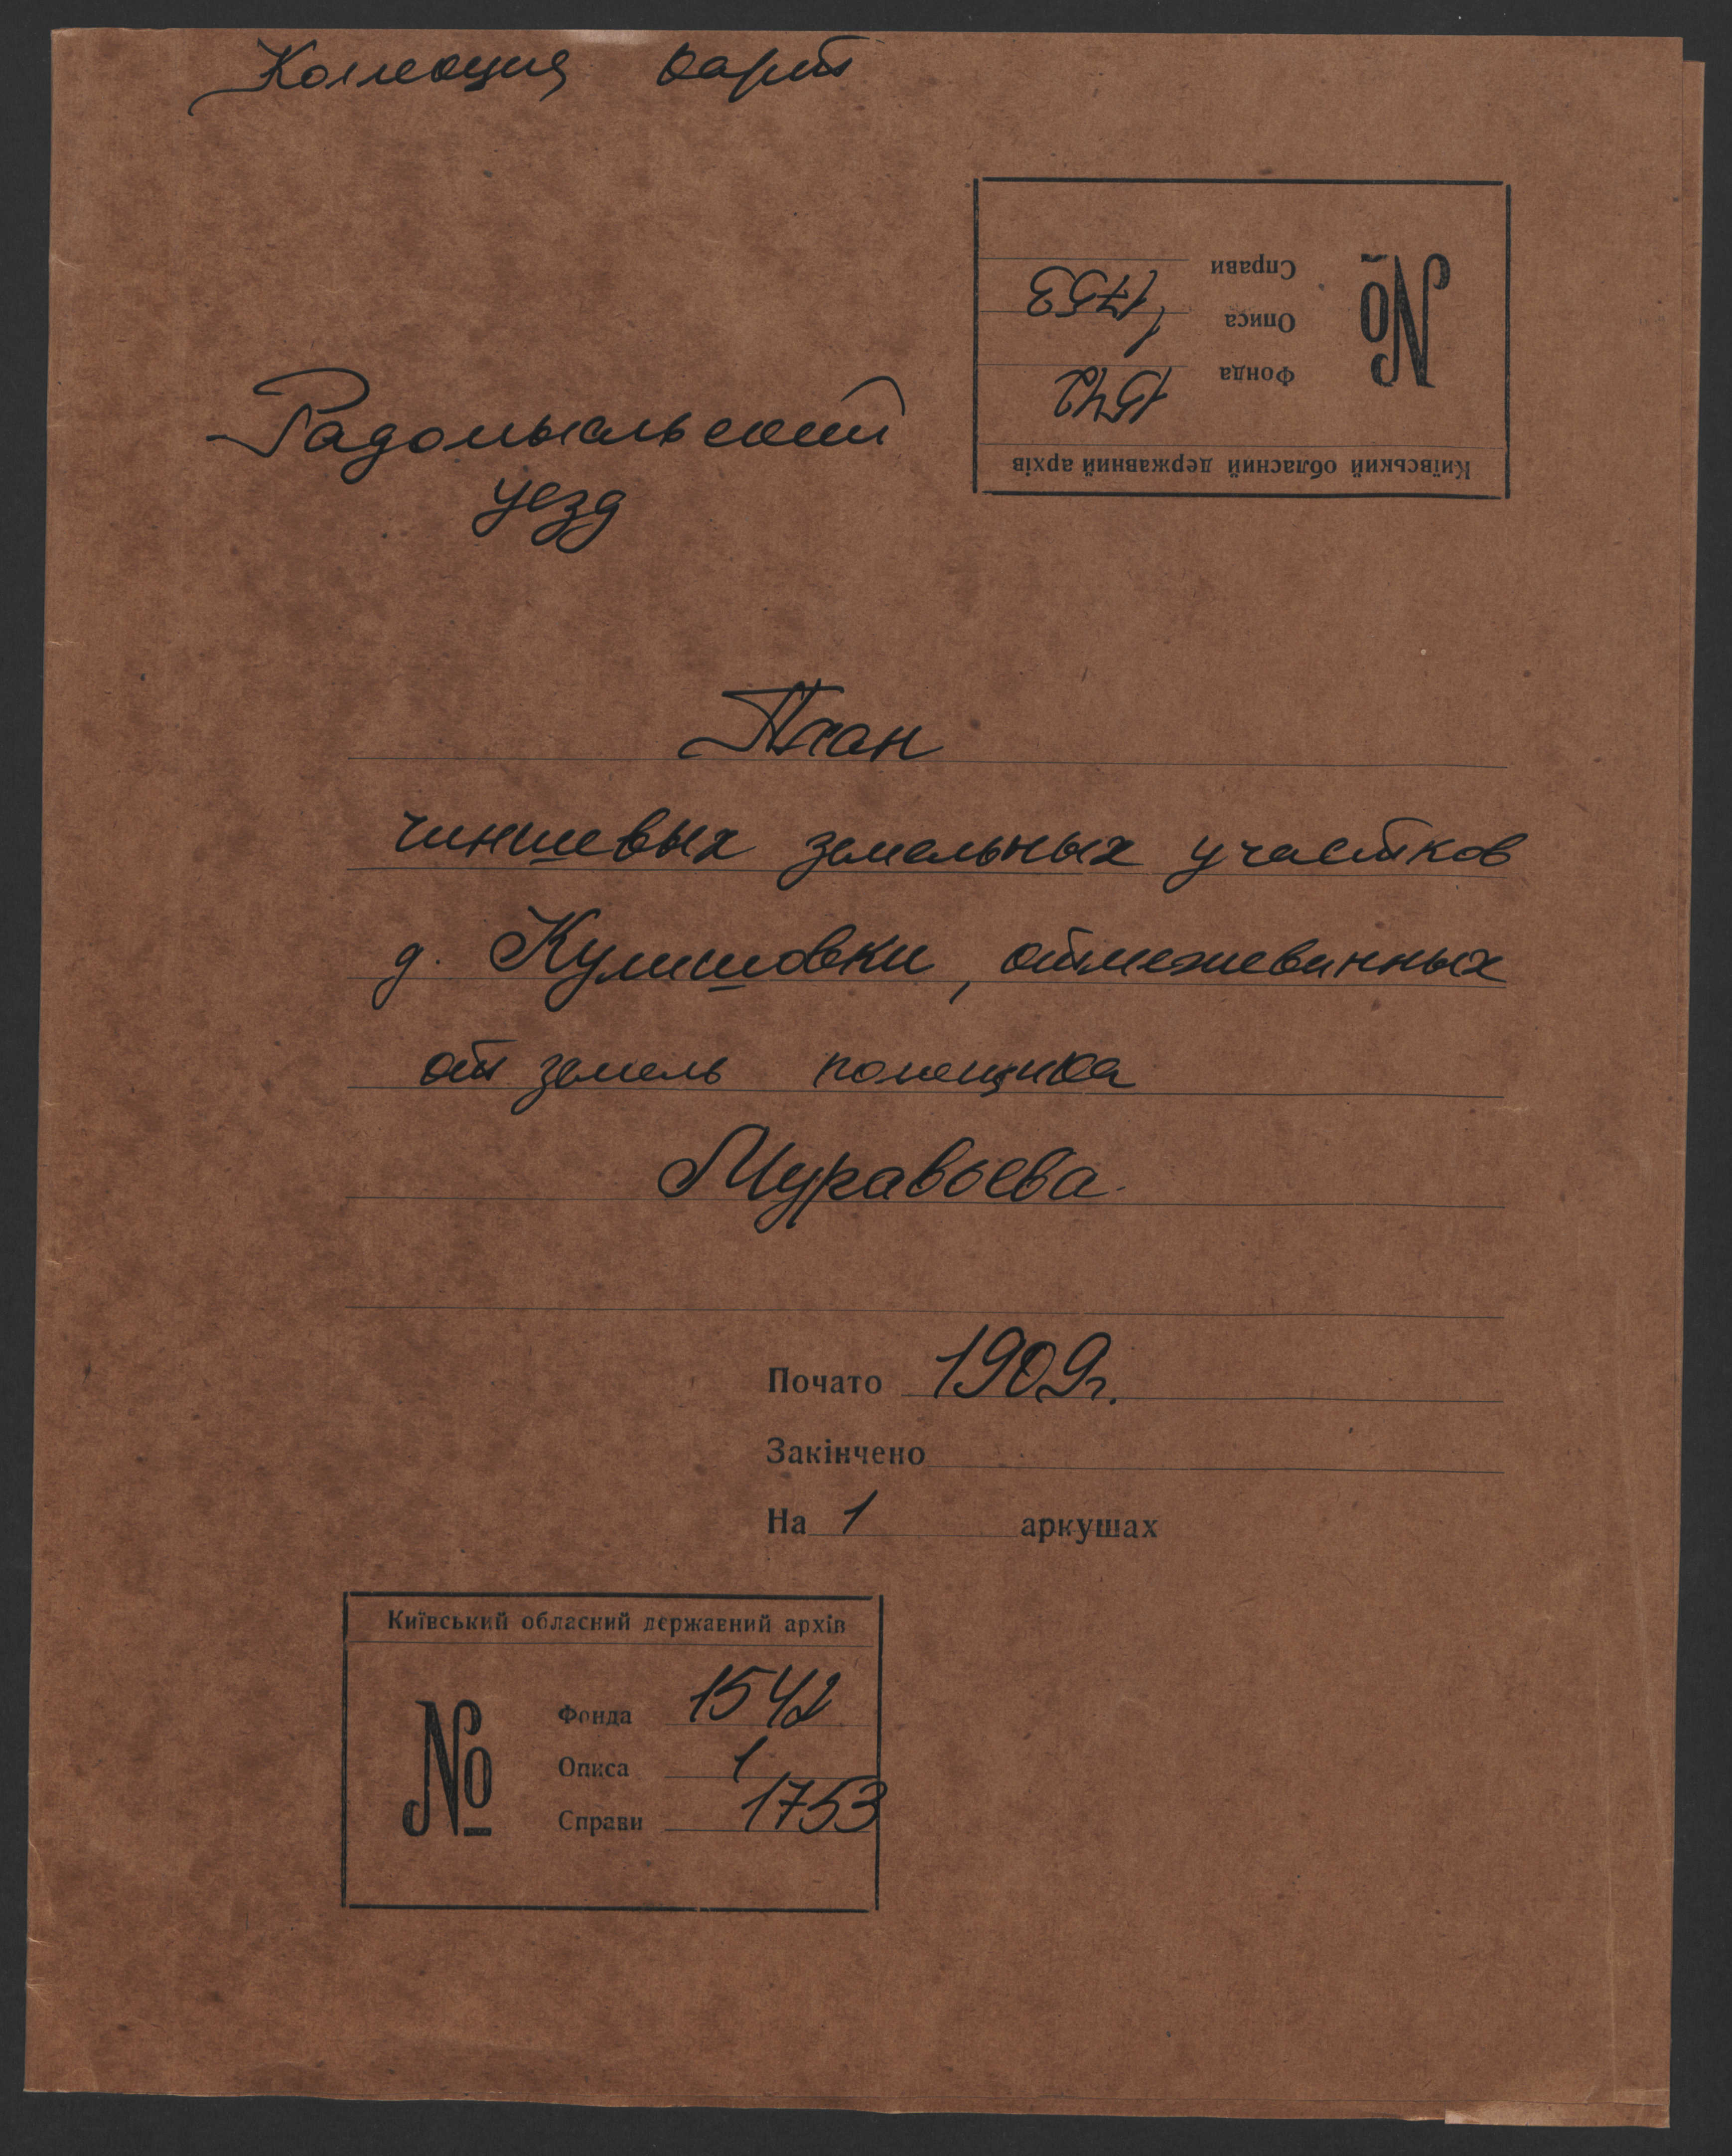 Коллекция карт
Київський обласний державний архів
№
Фонда 1542
Описа 1
Справи 1753
Радомысльский
уезд
План
чиншевых земельных участков
д. Кулишовки, отмежеванных
от земель помещика
Муравьева.
Почато 1909г.
Закінчено
На 1 аркушах
Київський обласний державний архів
№
Фонда 1542
Описа 1
Справи 1753